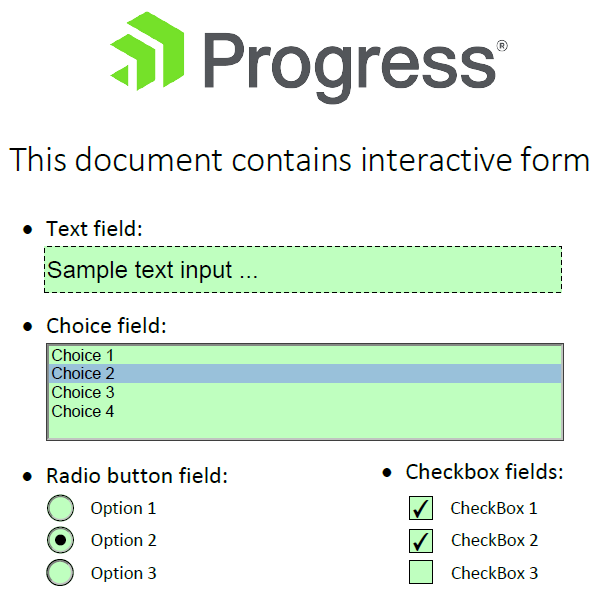 Progress®
This document contains interactive form
• Text field:
Sample text input ...
• Choice field:
Choice 1
Choice 2
Choice 3
Choice 4
• Radio button field:
Option 1
Option 2
Option 3
• Checkbox fields:
CheckBox 1
CheckBox 2
CheckBox 3